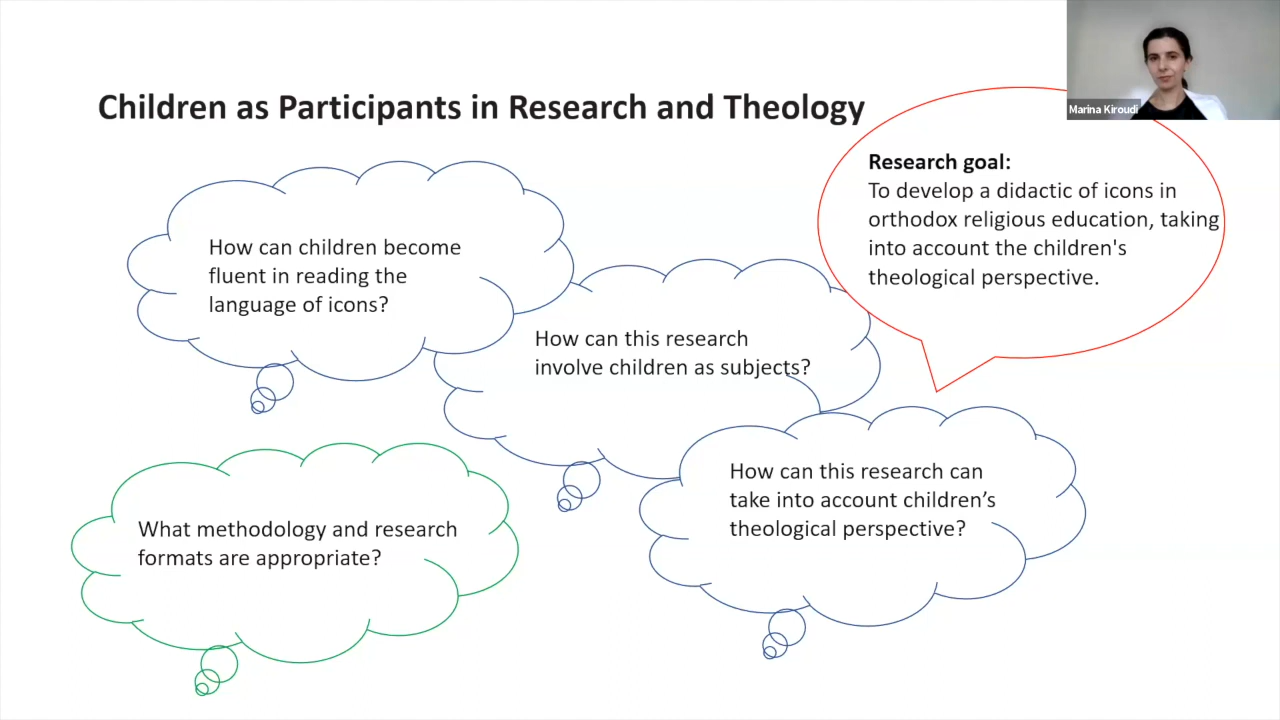 Marina Kiroudi
Children as Participants in Research and Theology
Research goal:
To develop a didactic of icons in
orthodox religious education, taking
into account the children's
theological perspective.
How can children become
fluent in reading the
language of icons?
How can this research
involve children as subjects?
How can this research can
take into account children’s
theological perspective?
What methodology and research
formats are appropriate?